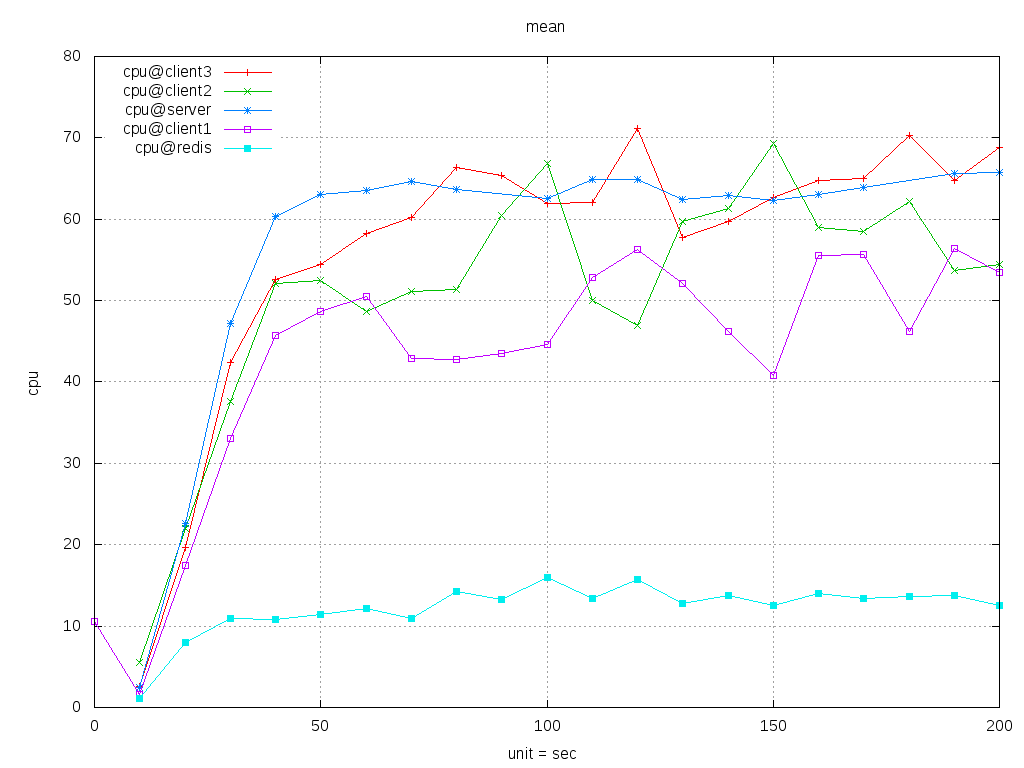 mean
80
70
60
50
40
30
20
10
0
cpu
cpu@client3
cpu@client2
cpu@server
cpu@client1
cpu@redis
0 50 100 150 200
unit = sec